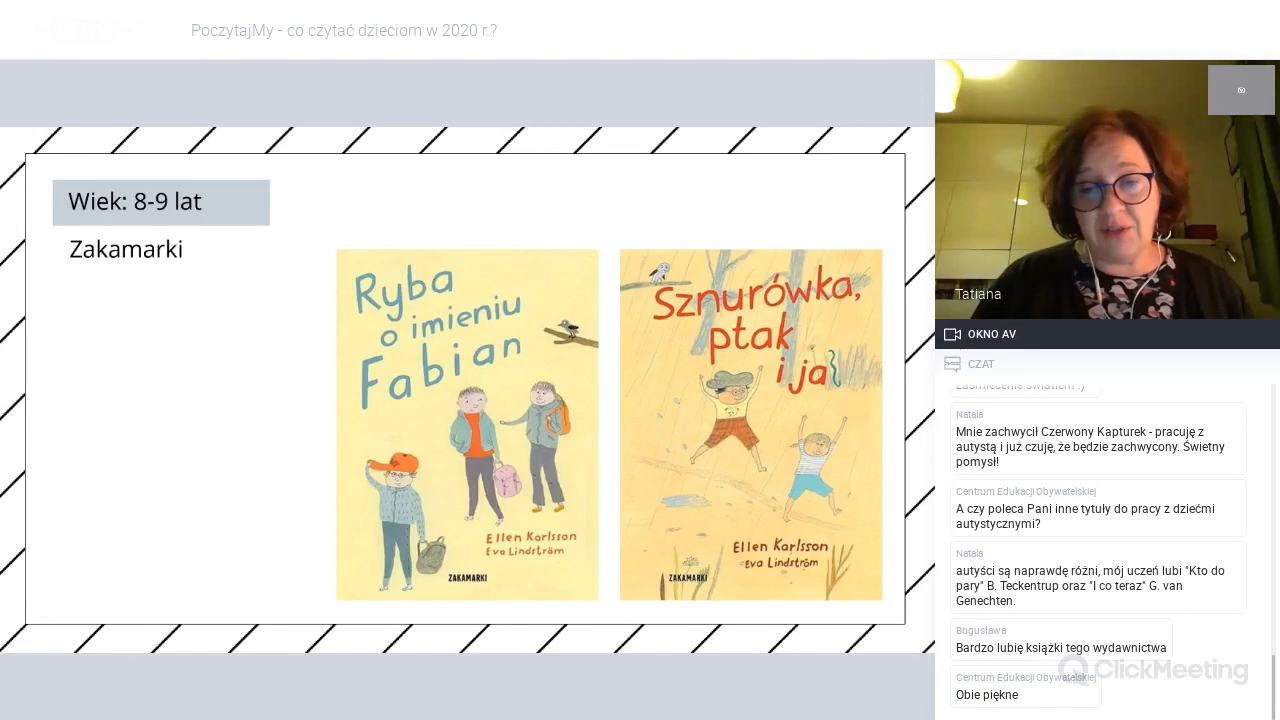 PoczytajMy - co czytać dzieciom w 2020 r.?
Wiek: 8-9 lat
Zakamarki
Ryba
o imieniu
Fabian
Ellen Karlsson
Eva Lindström
ZAKAMARKI
Sznurówka,
ptak
i ja
Ellen Karlsson
Eva Lindström
ZAKAMARKI
Tatiana
OKNO AV
CZAT
Natala
Mnie zachwycił Czerwony Kapturek - pracuję z
autystą i już czuję, że będzie zachwycony. Świetny
pomysł!
Centrum Edukacji Obywatelskiej
A czy poleca Pani inne tytuły do pracy z dziećmi
autystycznymi?
Natala
autyści są naprawdę różni, mój uczeń lubi "Kto do
pary" B. Teckentrup oraz "I co teraz" G. van
Genechten.
Bogusława
Bardzo lubię książki tego wydawnictwa
ClickMeeting
Centrum Edukacji Obywatelskiej
Obie piękne